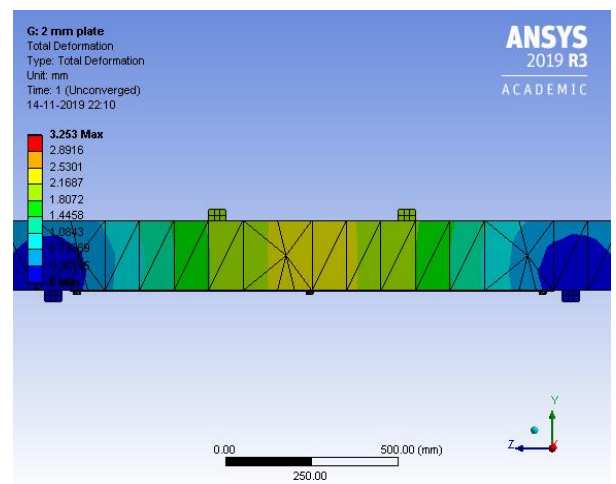 G: 2 mm plate
Total Deformation
Type: Total Deformation
Unit: mm
Time: 1 (Unconverged)
14-11-2019 22:10
ANSYS
2019 R3
ACADEMIC
3.253 Max
2.8916
2.5301
2.1687
1.8072
1.4458
1.0843
Y
Z
0.00
500.00 (mm)
250.00